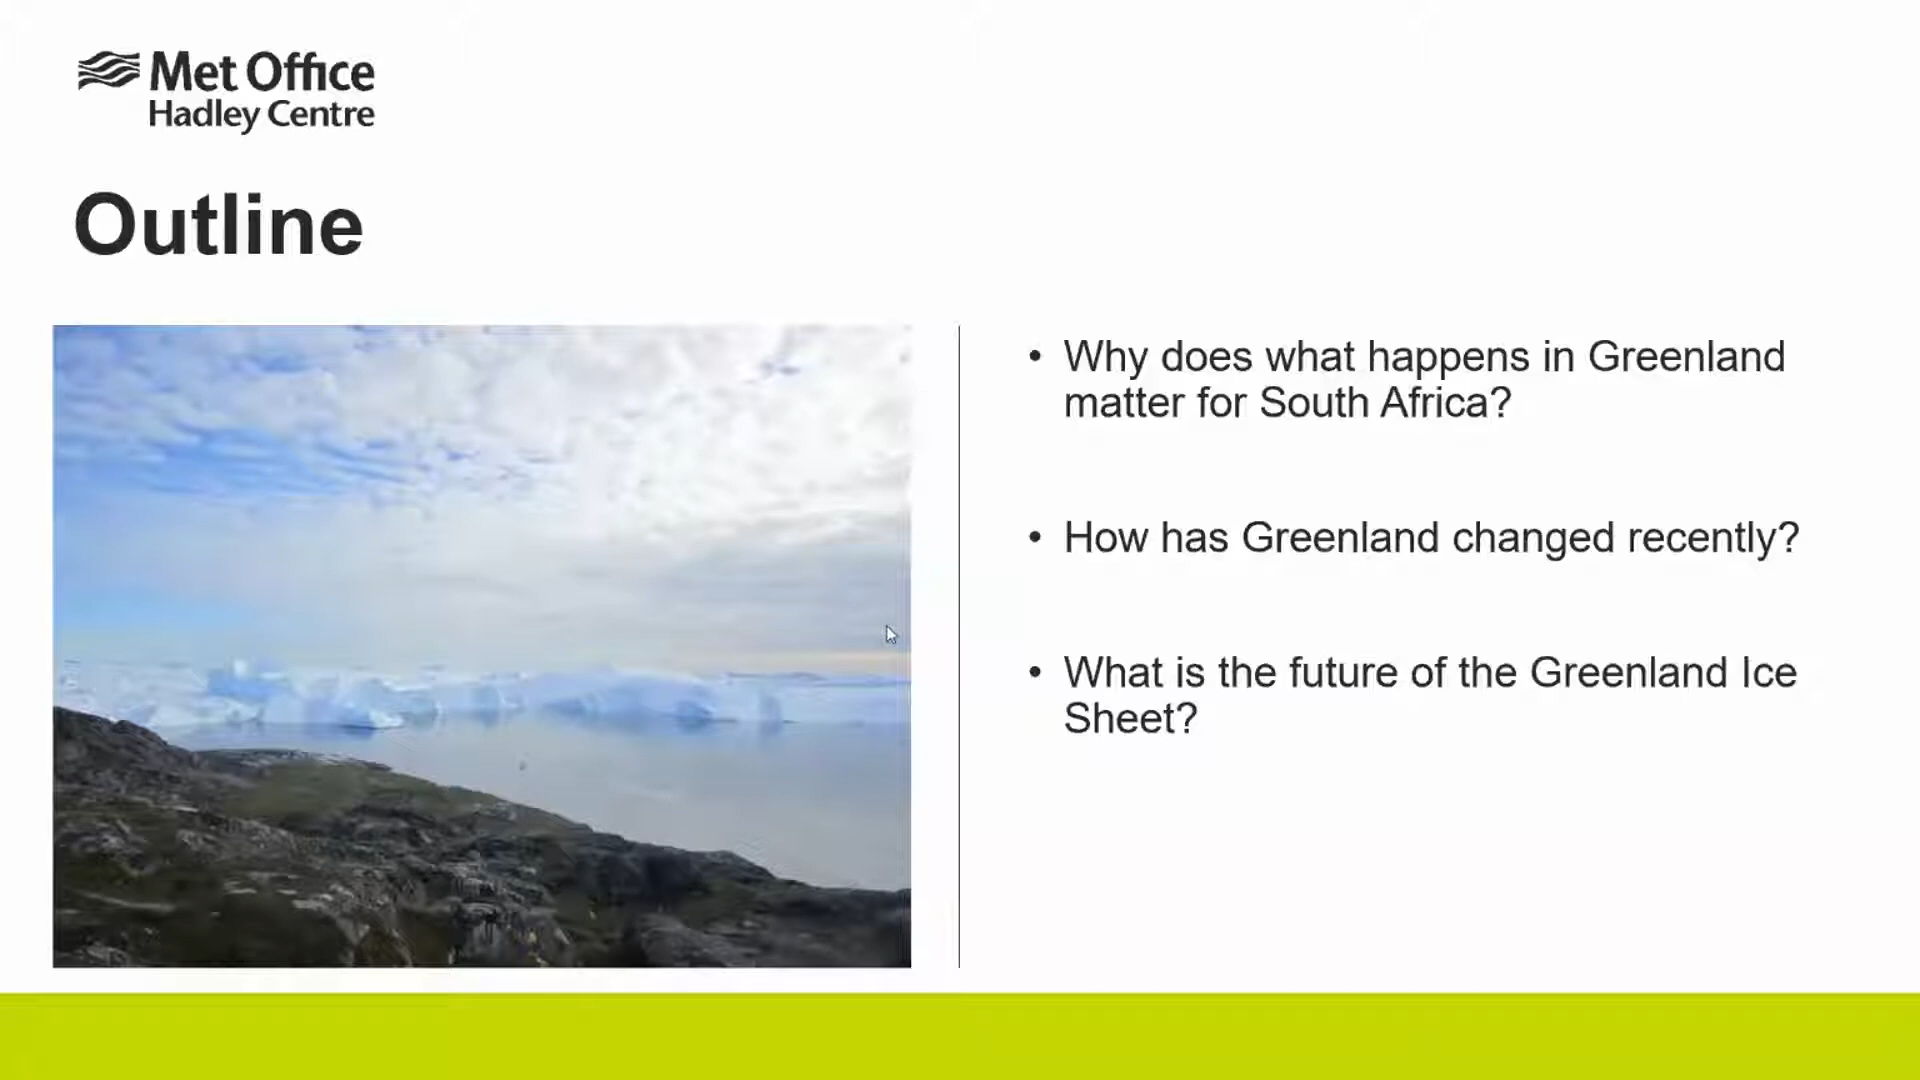 Met Office
Hadley Centre
Outline
• Why does what happens in Greenland
matter for South Africa?
• How has Greenland changed recently?
• What is the future of the Greenland Ice
Sheet?